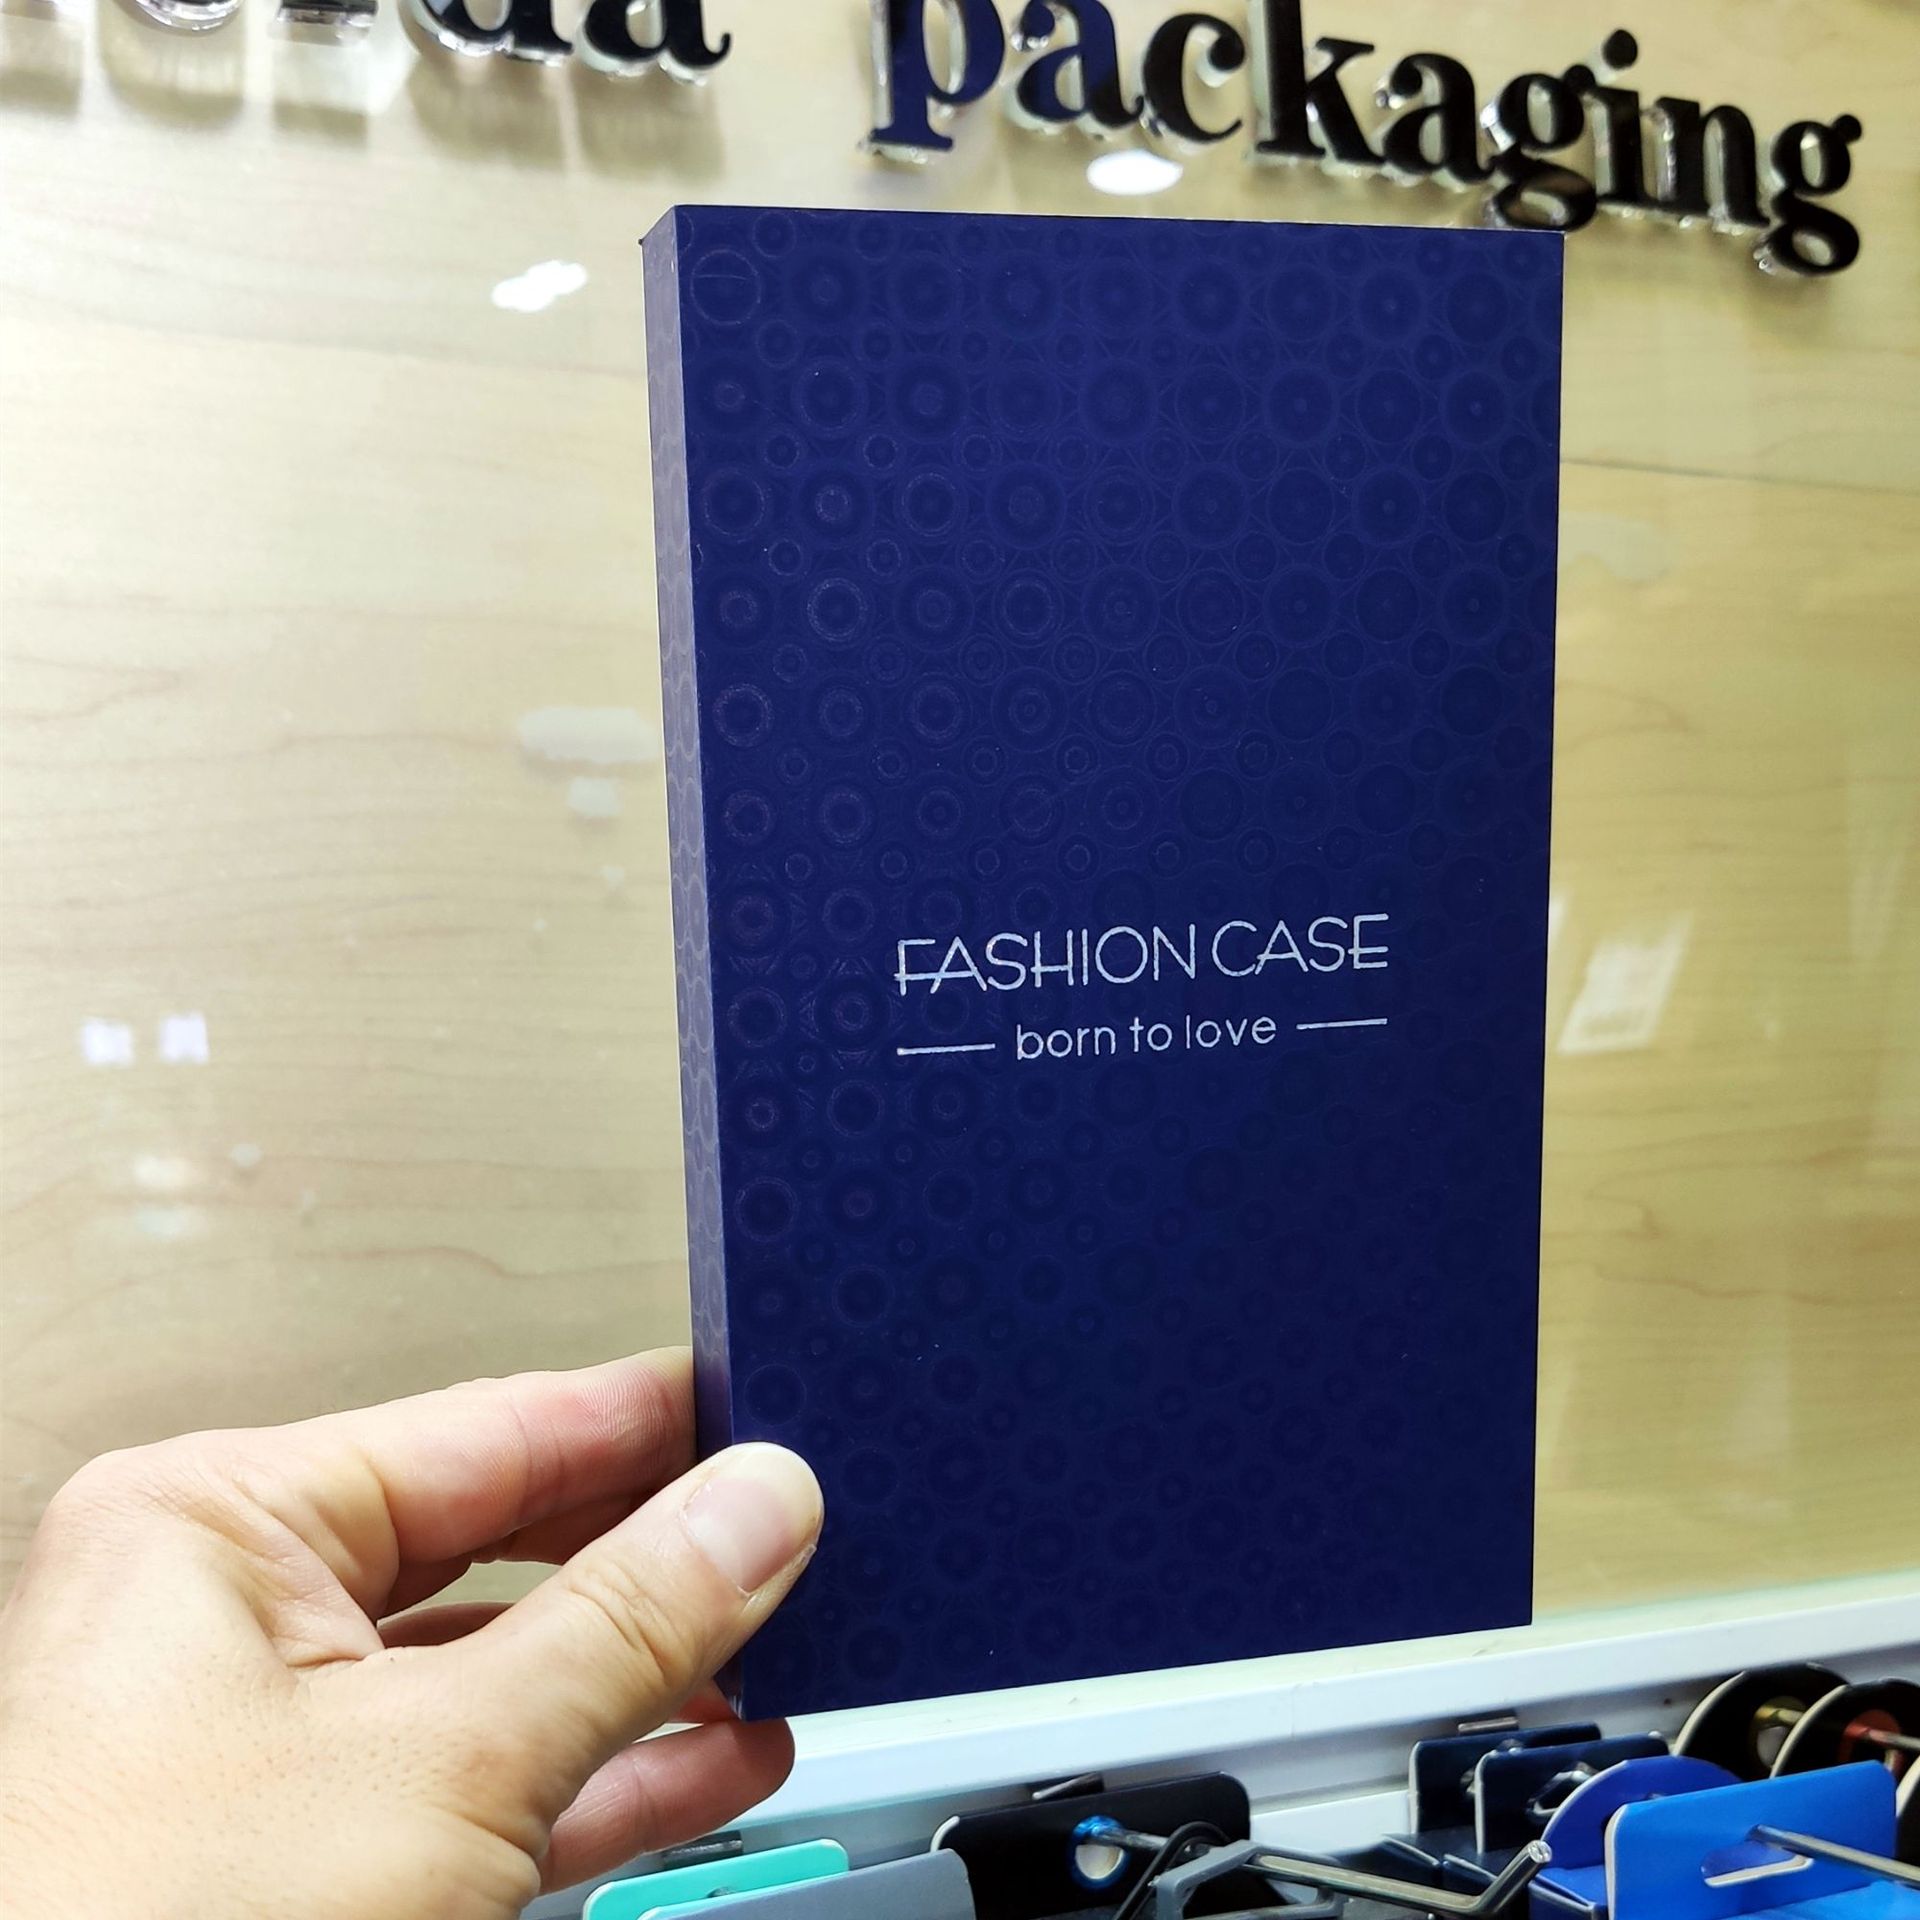 packaging
FASHION CASE
born to love